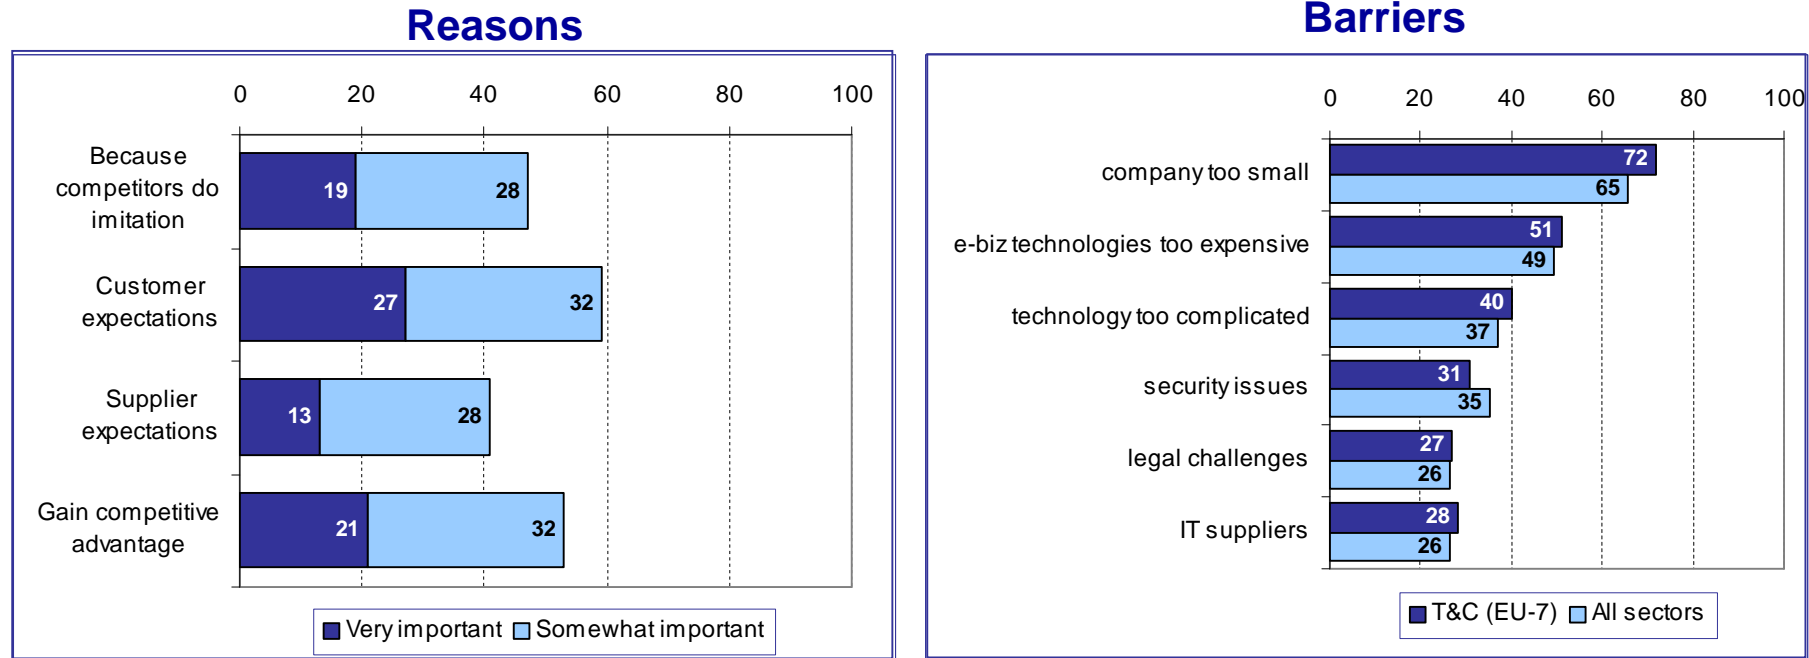 Reasons
0 20 40 60 80 100
Because
competitors do
imitation
19 28
Customer
expectations
27 32
Supplier
expectations
13 28
Gain competitive
advantage
21 32
Very important Somewhat important
Barriers
0 20 40 60 80 100
company too small
72
65
e-biz technologies too expensive
51
49
technology too complicated
40
37
security issues
31
35
legal challenges
27
26
IT suppliers
28
26
T&C (EU-7) All sectors